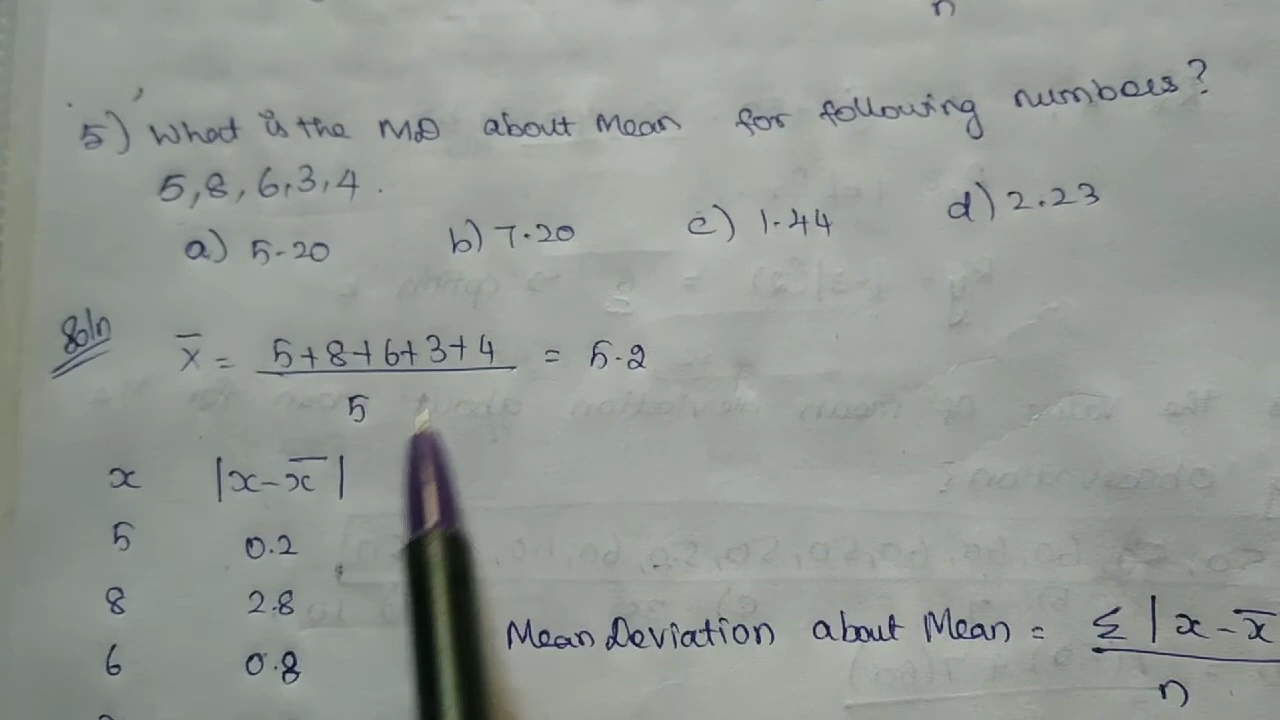 n
5) What is the MD about Mean for following numbers?
5,8,6,3,4.
a) 5.20 b) 7.20 c) 1.44 d) 2.23
Soln x̄ = 5+8+6+3+4 = 5.2
5
x |x-x̄|
5 0.2
8 2.8
6 0.8
Mean Deviation about Mean = Σ|x-x̄
n